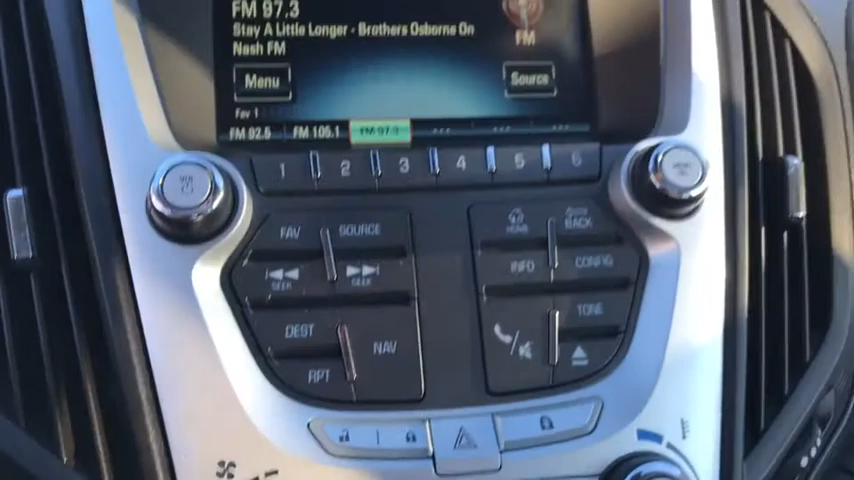 FM 97.3
Stay A Little Longer - Brothers Osborne On
Nash FM
FM
Menu
Source
Fav 1
FM 92.5 FM 105.1 FM 97.3
1 2 3 4 5 6
VOL
MENU
FAV SOURCE
HOME BACK
SEEK SEEK
INFO CONFIG
DEST NAV
TONE
RPT